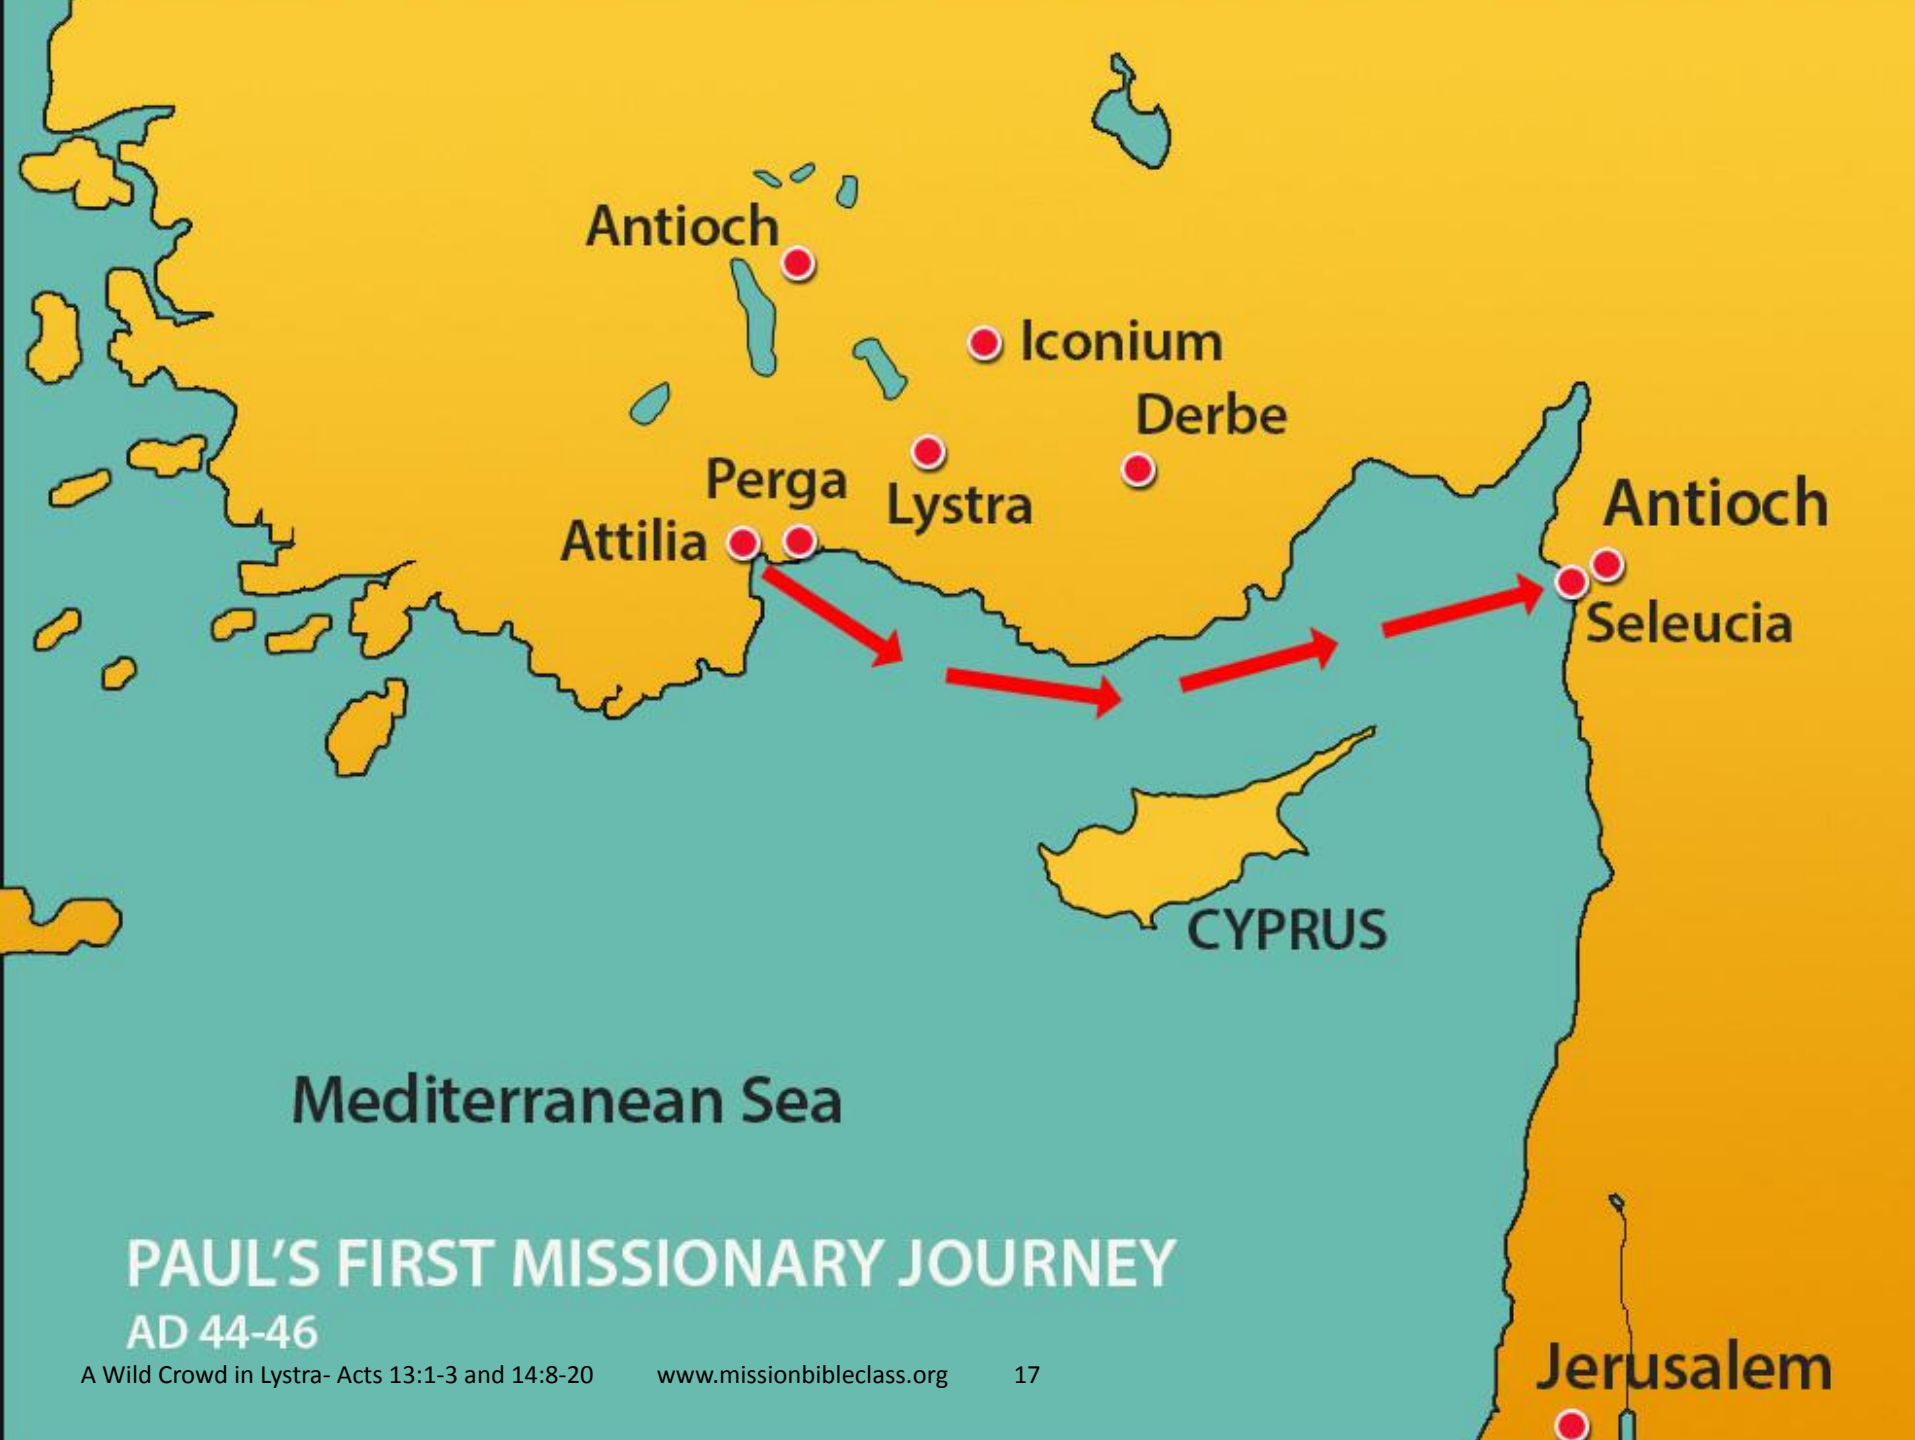 Antioch
Iconium
Derbe
Perga
Lystra
Antioch
Attilia
Seleucia
CYPRUS
Mediterranean Sea
PAUL'S FIRST MISSIONARY JOURNEY
AD 44-46
Jerusalem
A Wild Crowd in Lystra- Acts 13:1-3 and 14:8-20 www.missionbibleclass.org 17